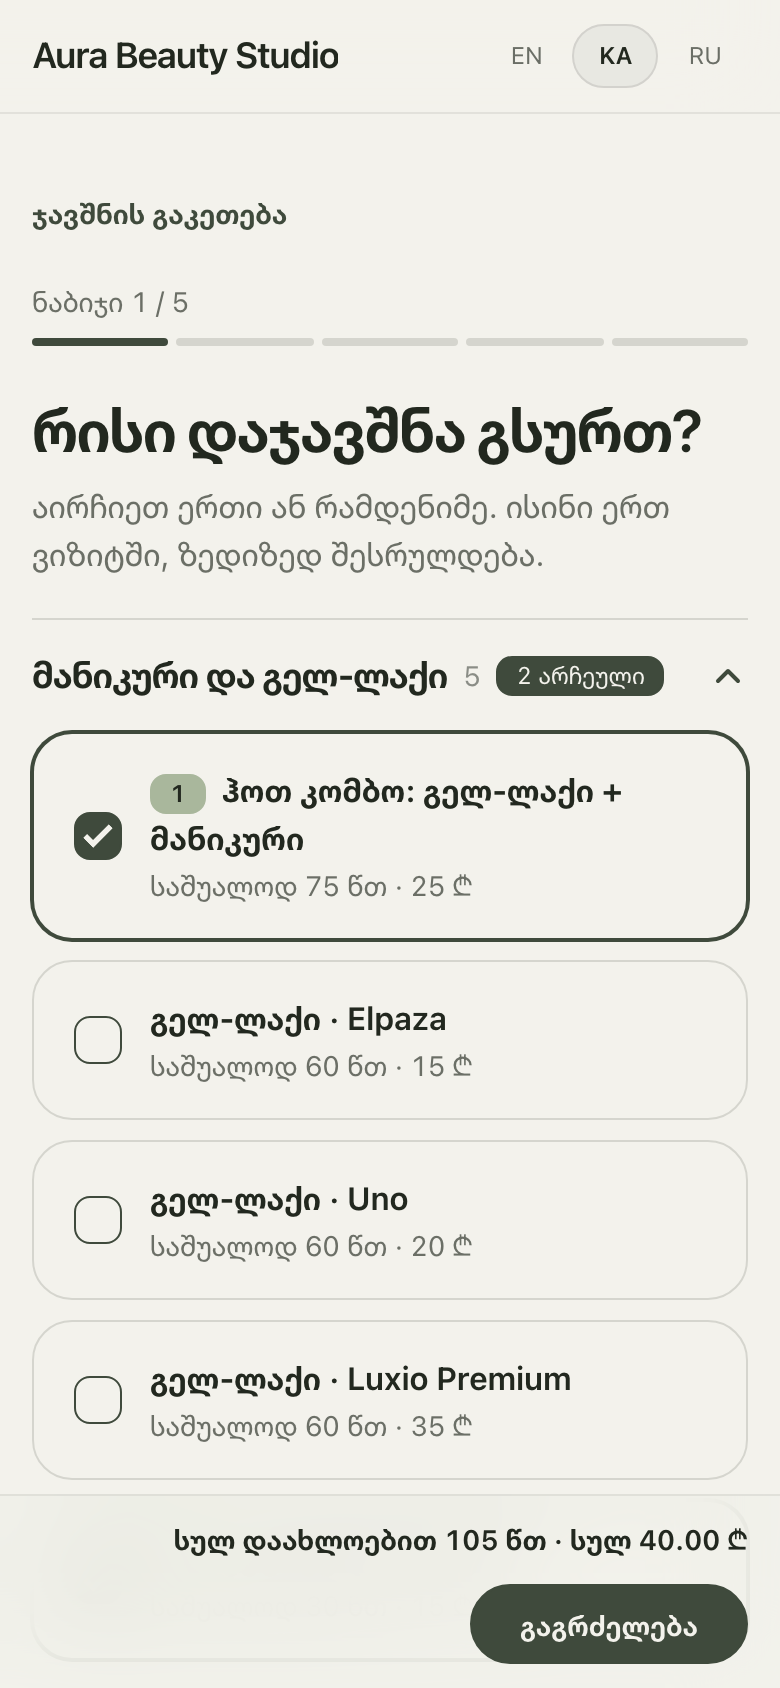 Aura Beauty Studio
EN KA RU
ჯავშნის გაკეთება
ნაბიჯი 1 / 5
რისი დაჯავშნა გსურთ?
აირჩიეთ ერთი ან რამდენიმე. ისინი ერთ
ვიზიტში, ზედიზედ შესრულდება.
მანიკური და გელ-ლაქი 5 2 არჩეული
1 ჰოთ კომბო: გელ-ლაქი +
მანიკური
საშუალოდ 75 წთ · 25 ₾
გელ-ლაქი · Elpaza
საშუალოდ 60 წთ · 15 ₾
გელ-ლაქი · Uno
საშუალოდ 60 წთ · 20 ₾
გელ-ლაქი · Luxio Premium
საშუალოდ 60 წთ · 35 ₾
სულ დაახლოებით 105 წთ · სულ 40.00 ₾
გაგრძელება